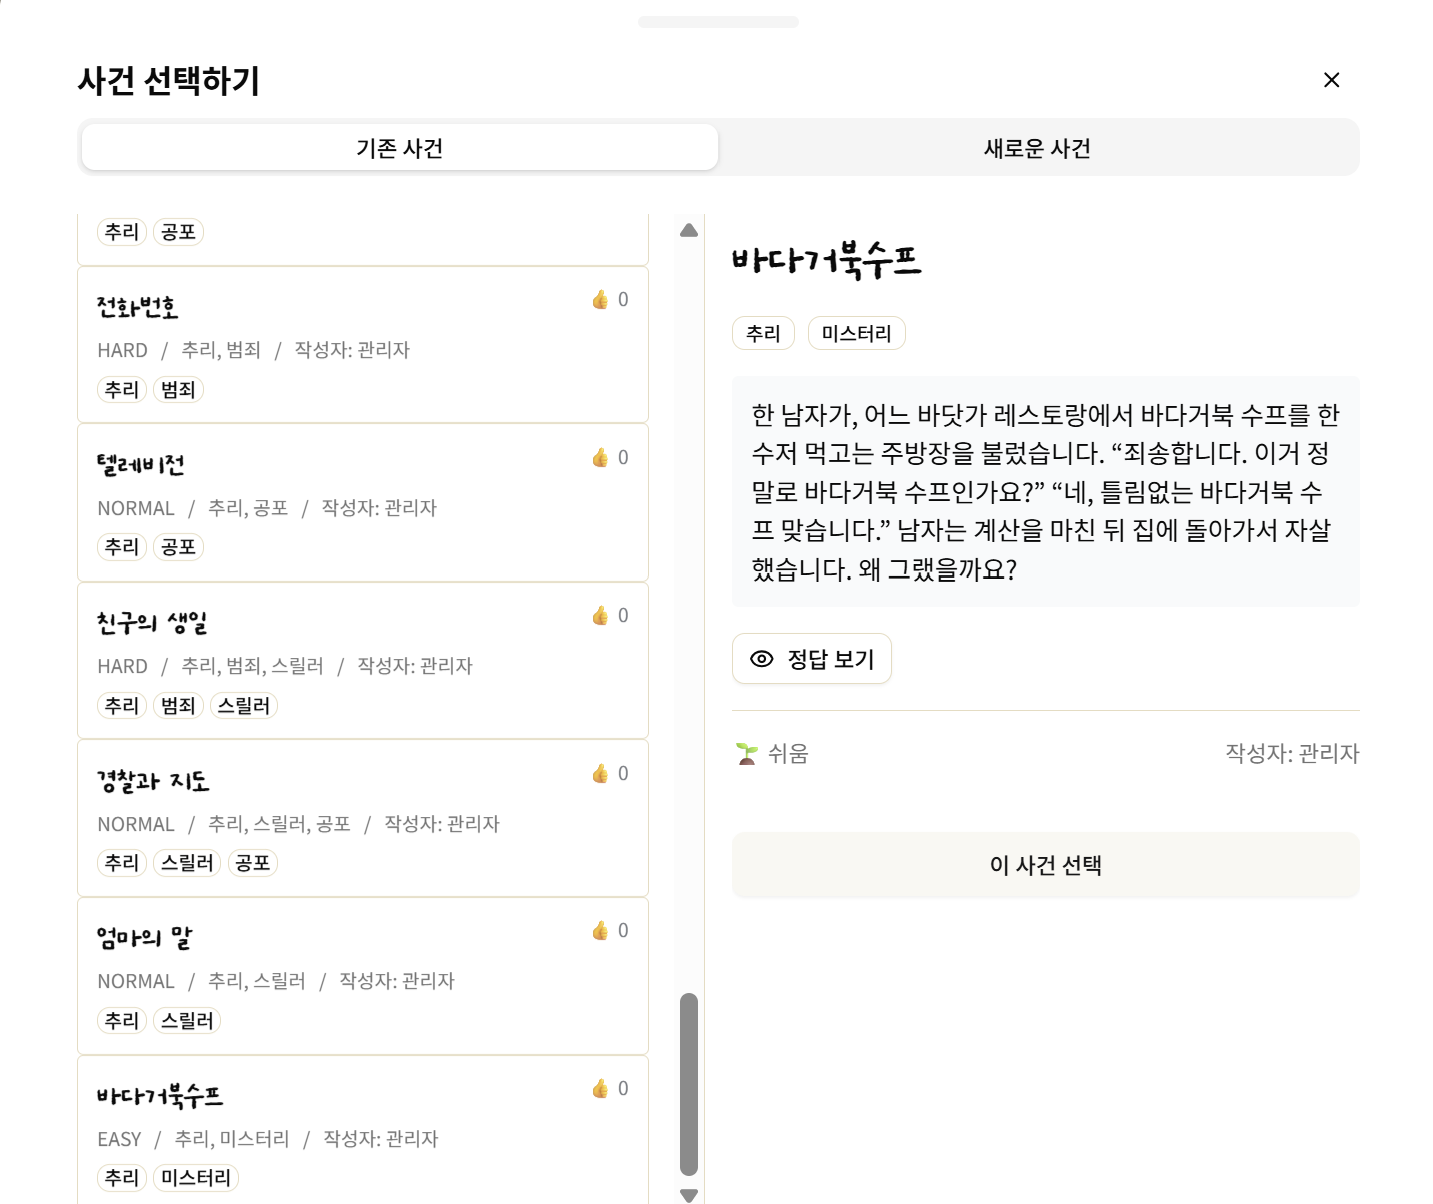 사건 선택하기
기존 사건
새로운 사건
추리 공포
전화번호
👍 0
HARD / 추리, 범죄 / 작성자: 관리자
추리 범죄
텔레비전
👍 0
NORMAL / 추리, 공포 / 작성자: 관리자
추리 공포
친구의 생일
👍 0
HARD / 추리, 범죄, 스릴러 / 작성자: 관리자
추리 범죄 스릴러
경찰과 지도
👍 0
NORMAL / 추리, 스릴러, 공포 / 작성자: 관리자
추리 스릴러 공포
엄마의 말
👍 0
NORMAL / 추리, 스릴러 / 작성자: 관리자
추리 스릴러
바다거북수프
👍 0
EASY / 추리, 미스터리 / 작성자: 관리자
추리 미스터리
바다거북수프
추리 미스터리
한 남자가, 어느 바닷가 레스토랑에서 바다거북 수프를 한
수저 먹고는 주방장을 불렀습니다. “죄송합니다. 이거 정
말로 바다거북 수프인가요?” “네, 틀림없는 바다거북 수
프 맞습니다.” 남자는 계산을 마친 뒤 집에 돌아가서 자살
했습니다. 왜 그랬을까요?
정답 보기
쉬움
작성자: 관리자
이 사건 선택